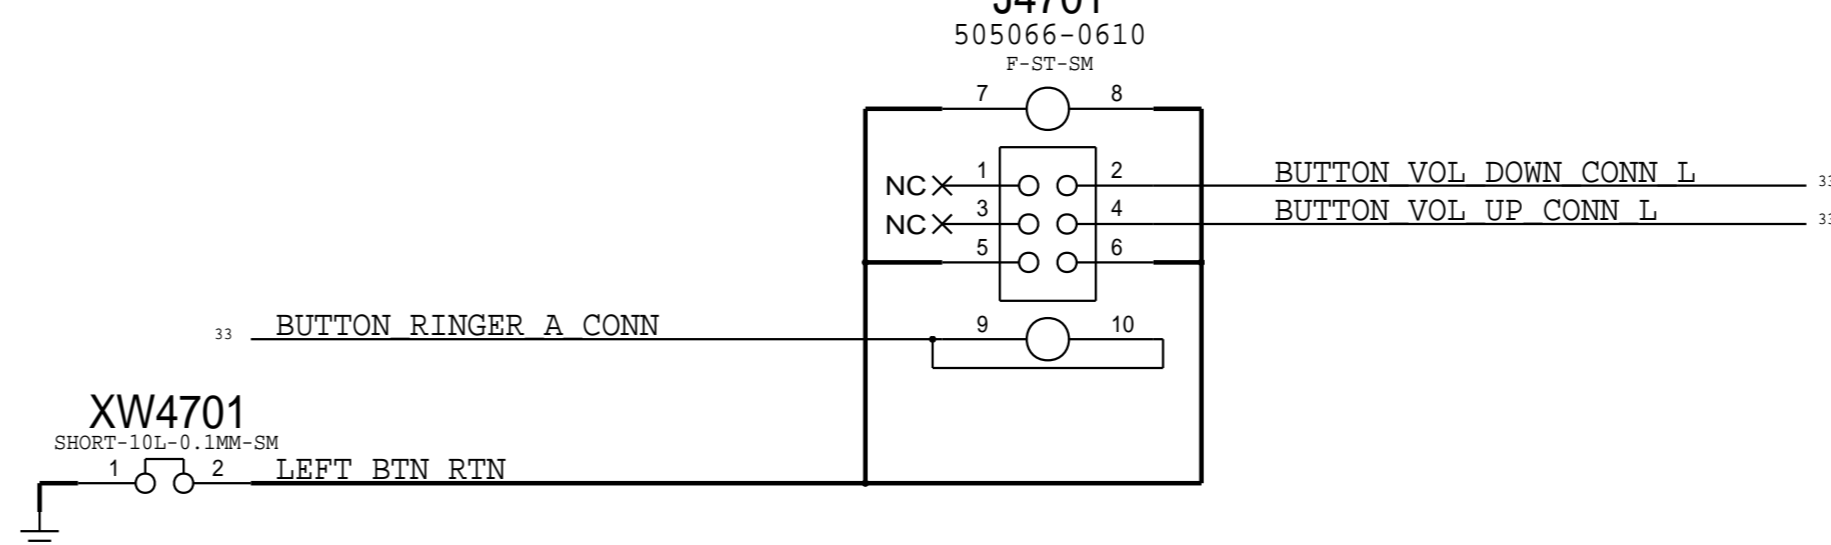 J4701
505066-0610
F-ST-SM
7 8
NC 1 2 BUTTON_VOL_DOWN_CONN_L
NC 3 4 BUTTON_VOL_UP_CONN_L
5 6
33 BUTTON_RINGER_A_CONN 9 10
XW4701
SHORT-10L-0.1MM-SM
1 2 LEFT_BTN_RTN